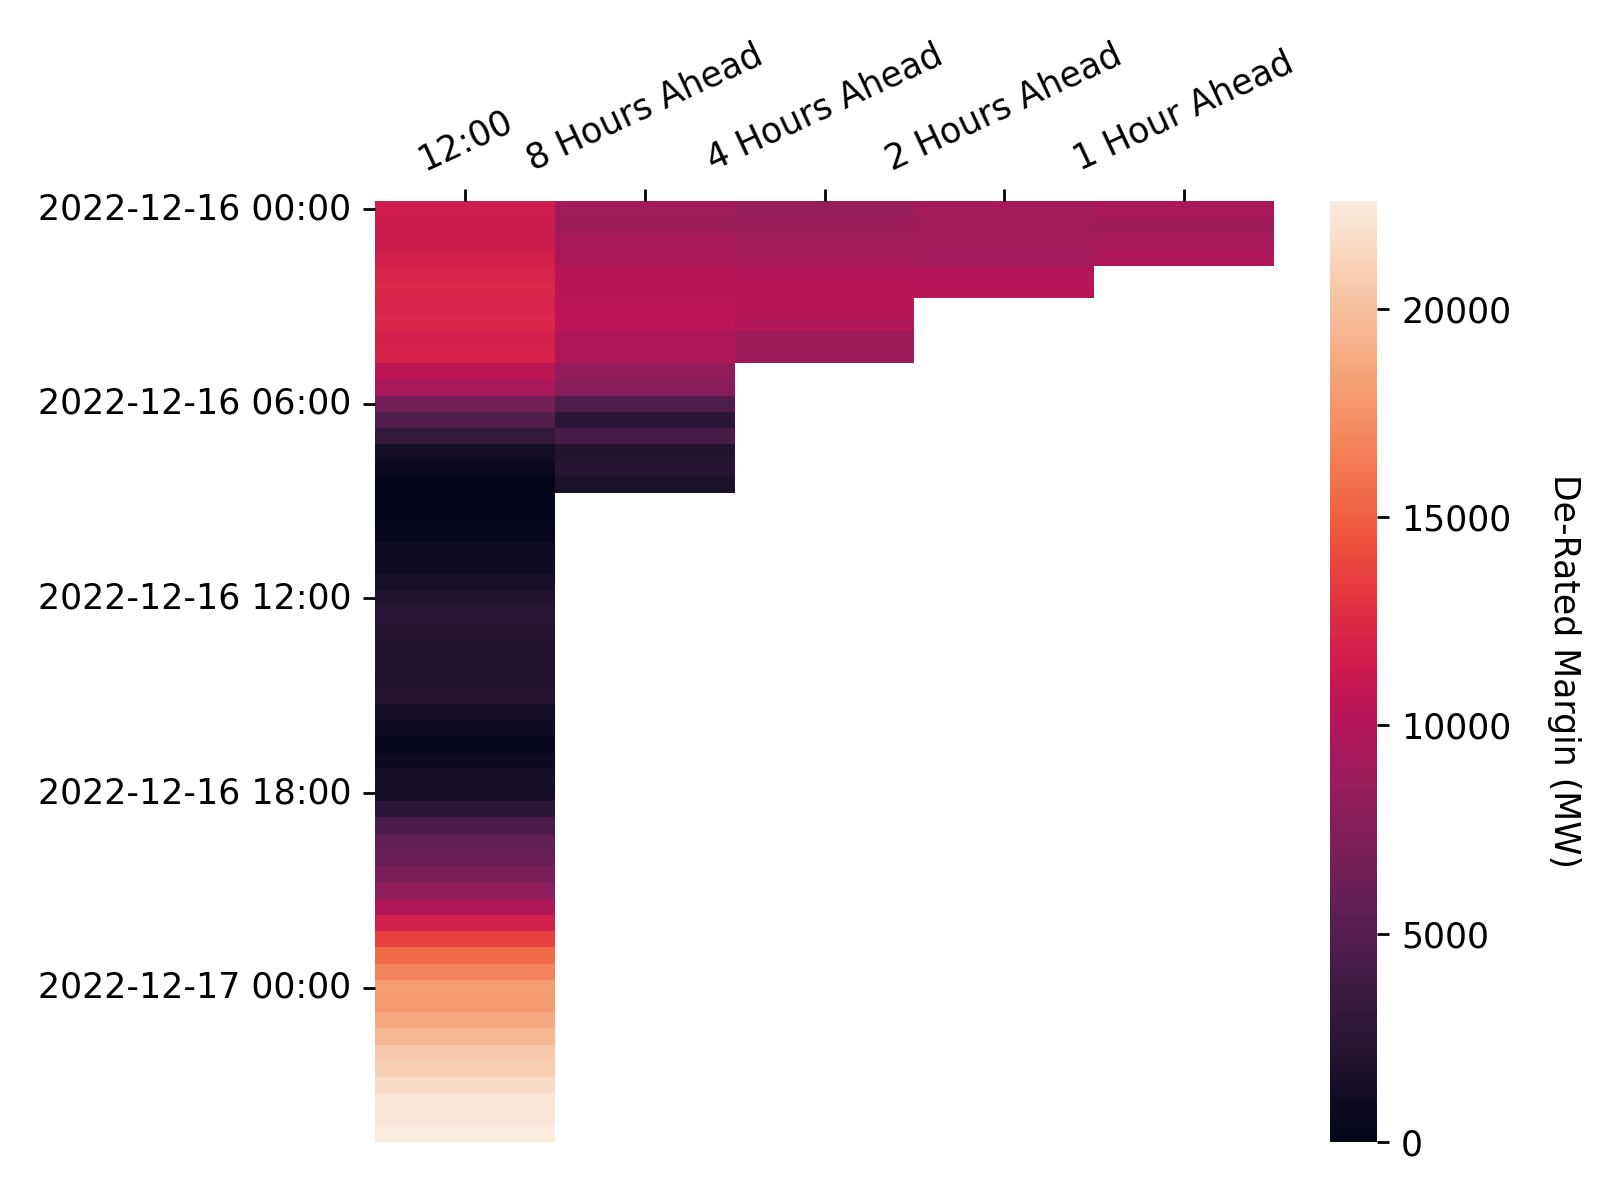 12:00
8 Hours Ahead
4 Hours Ahead
2 Hours Ahead
1 Hour Ahead
2022-12-16 00:00
2022-12-16 06:00
2022-12-16 12:00
2022-12-16 18:00
2022-12-17 00:00
20000
15000
10000
5000
0
De-Rated Margin (MW)